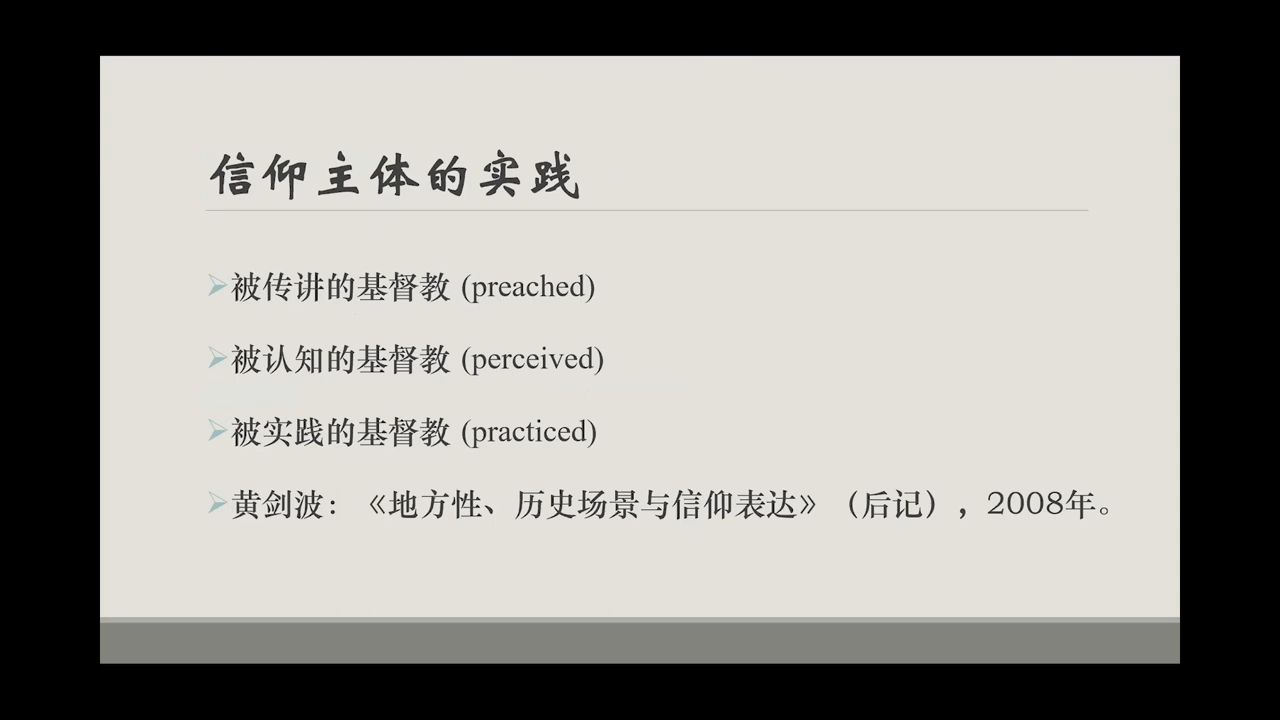 信仰主体的实践
被传讲的基督教 (preached)
被认知的基督教 (perceived)
被实践的基督教 (practiced)
黄剑波：《地方性、历史场景与信仰表达》（后记），2008年。